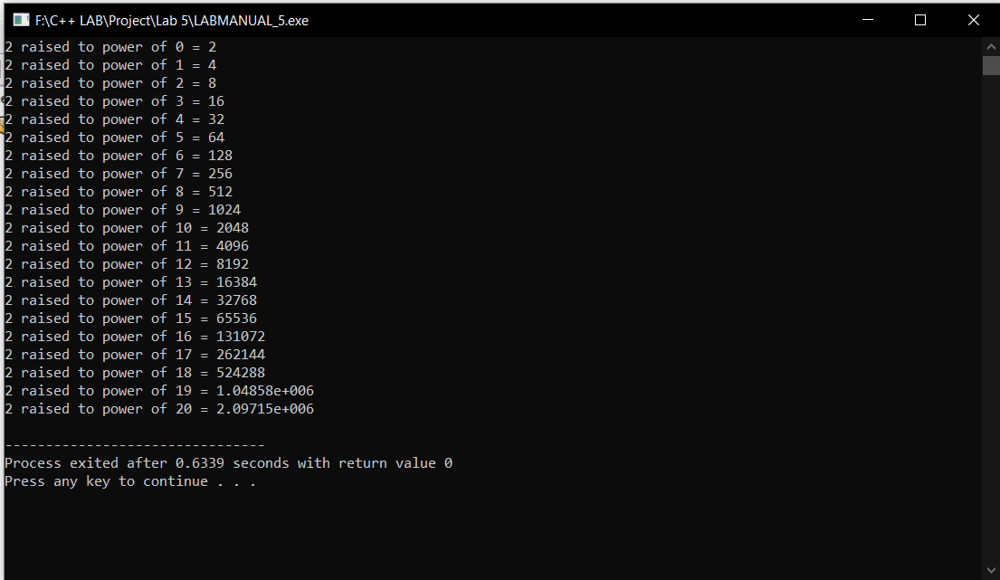 F:\C++ LAB\Project\Lab 5\LABMANUAL_5.exe
2 raised to power of 0 = 2
2 raised to power of 1 = 4
2 raised to power of 2 = 8
2 raised to power of 3 = 16
2 raised to power of 4 = 32
2 raised to power of 5 = 64
2 raised to power of 6 = 128
2 raised to power of 7 = 256
2 raised to power of 8 = 512
2 raised to power of 9 = 1024
2 raised to power of 10 = 2048
2 raised to power of 11 = 4096
2 raised to power of 12 = 8192
2 raised to power of 13 = 16384
2 raised to power of 14 = 32768
2 raised to power of 15 = 65536
2 raised to power of 16 = 131072
2 raised to power of 17 = 262144
2 raised to power of 18 = 524288
2 raised to power of 19 = 1.04858e+006
2 raised to power of 20 = 2.09715e+006
--------------------------------
Process exited after 0.6339 seconds with return value 0
Press any key to continue . . .